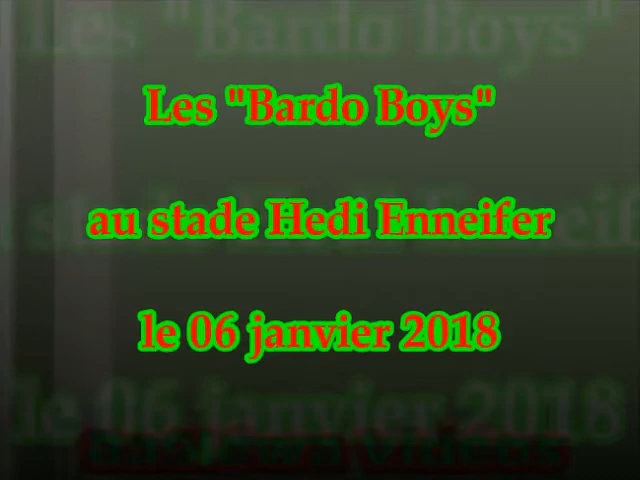 Les "Bardo Boys"
au stade Hedi Enneifer
le 06 janvier 2018